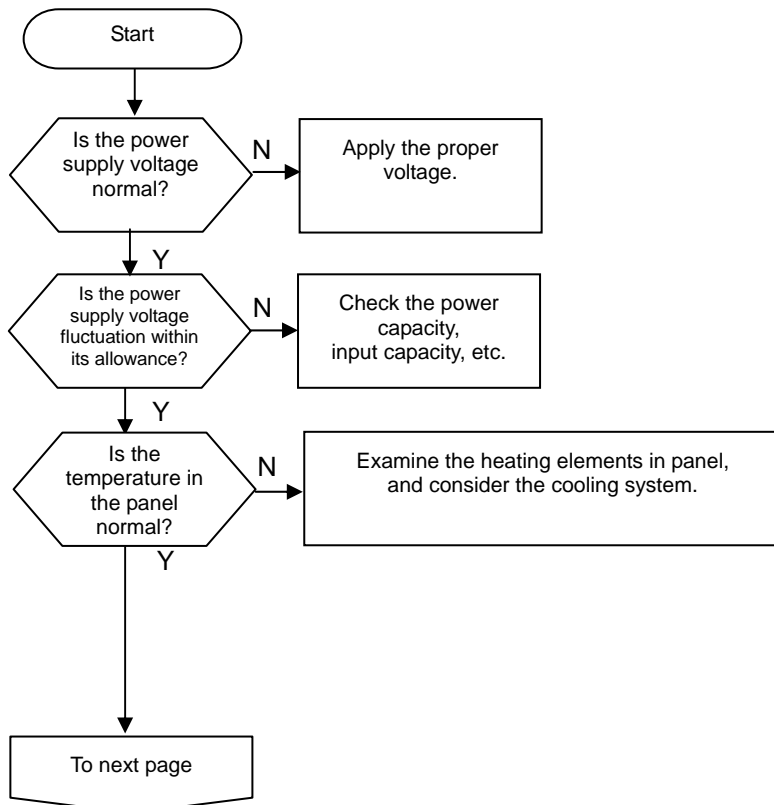 Start
Is the power
supply voltage
normal?
N
Apply the proper
voltage.
Y
Is the power
supply voltage
fluctuation within
its allowance?
N
Check the power
capacity,
input capacity, etc.
Y
Is the
temperature in
the panel
normal?
N
Examine the heating elements in panel,
and consider the cooling system.
Y
To next page